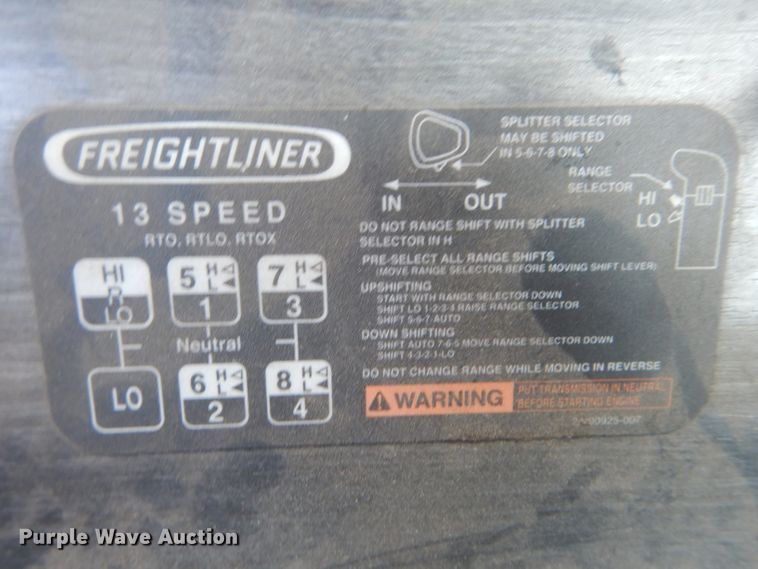 FREIGHTLINER
13 SPEED
RTO, RTLO, RTOX
HI
R
LO
5 H L
1
7 H L
3
Neutral
LO
6 H L
2
8 H L
4
SPLITTER SELECTOR
MAY BE SHIFTED
IN 5-6-7-8 ONLY
RANGE
SELECTOR
HI
LO
IN OUT
DO NOT RANGE SHIFT WITH SPLITTER
SELECTOR IN H
PRE-SELECT ALL RANGE SHIFTS
(MOVE RANGE SELECTOR BEFORE MOVING SHIFT LEVER)
UPSHIFTING
START WITH RANGE SELECTOR DOWN
SHIFT LO 1-2-3-4 RAISE RANGE SELECTOR
SHIFT 5-6-7-AUTO
DOWN SHIFTING
SHIFT AUTO 7-6-5 MOVE RANGE SELECTOR DOWN
SHIFT 4-3-2-1-LO
DO NOT CHANGE RANGE WHILE MOVING IN REVERSE
WARNING
PUT TRANSMISSION IN NEUTRAL
BEFORE STARTING ENGINE
Purple Wave Auction